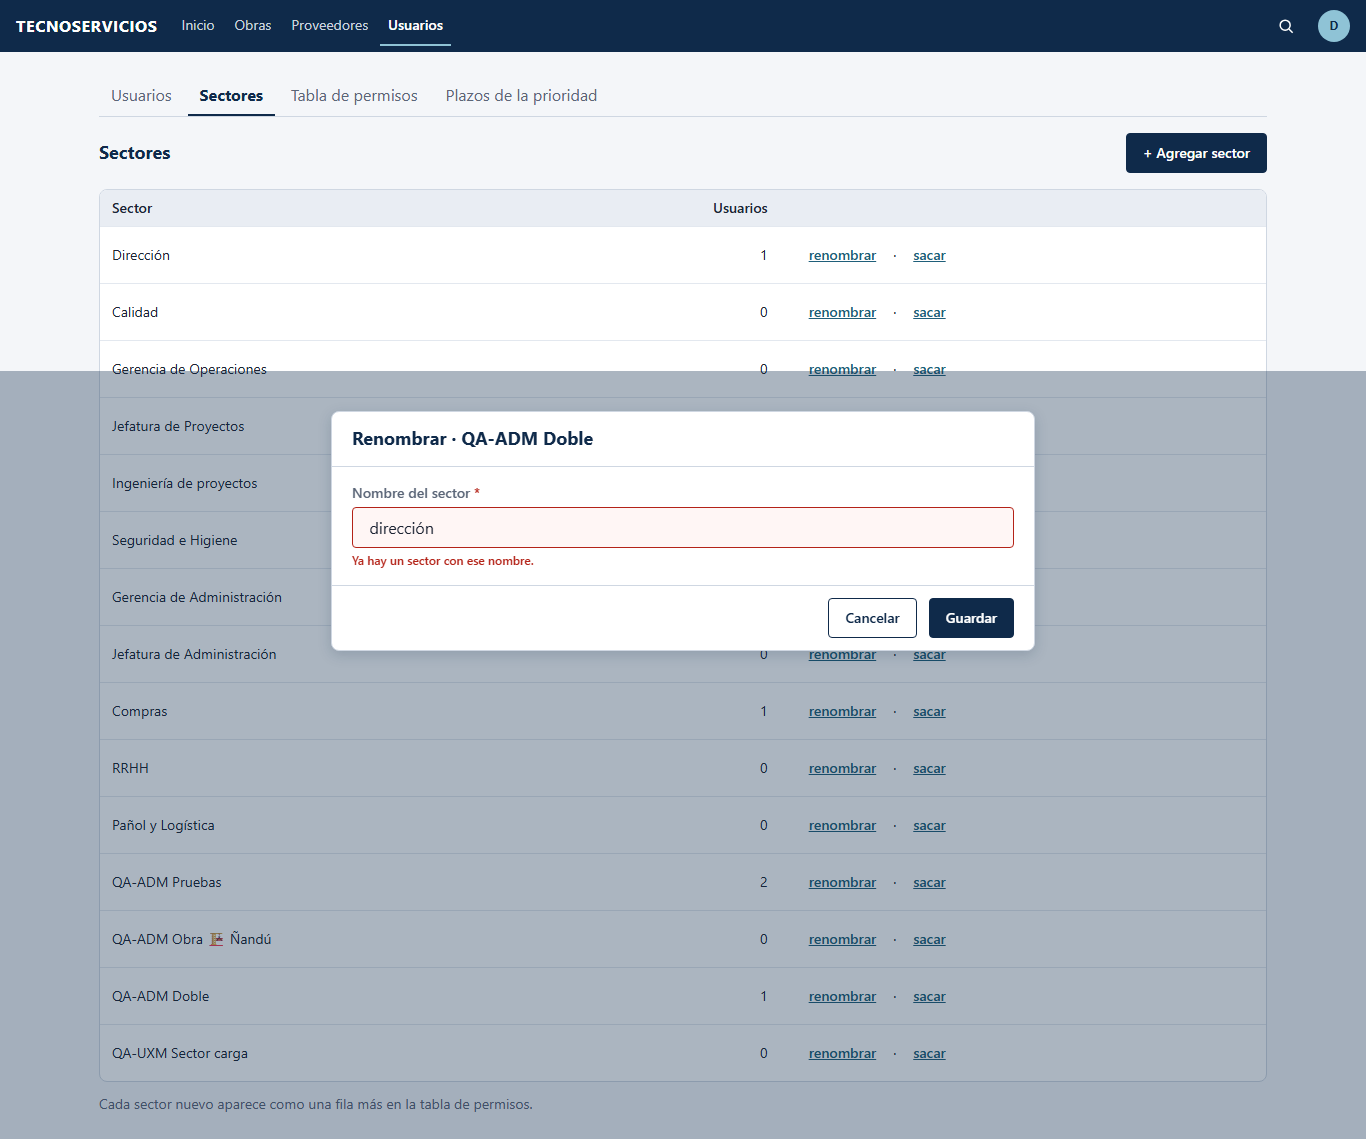 TECNOSERVICIOS Inicio Obras Proveedores Usuarios D
Usuarios Sectores Tabla de permisos Plazos de la prioridad
Sectores + Agregar sector
Sector Usuarios
Dirección 1 renombrar · sacar
Calidad 0 renombrar · sacar
Gerencia de Operaciones 0 renombrar · sacar
Jefatura de Proyectos
Renombrar · QA-ADM Doble
Ingeniería de proyectos
Nombre del sector *
dirección
Seguridad e Higiene
Ya hay un sector con ese nombre.
Gerencia de Administración
Cancelar Guardar
Jefatura de Administración 0 renombrar · sacar
Compras 1 renombrar · sacar
RRHH 0 renombrar · sacar
Pañol y Logística 0 renombrar · sacar
QA-ADM Pruebas 2 renombrar · sacar
QA-ADM Obra 🏗️ Ñandú 0 renombrar · sacar
QA-ADM Doble 1 renombrar · sacar
QA-UXM Sector carga 0 renombrar · sacar
Cada sector nuevo aparece como una fila más en la tabla de permisos.